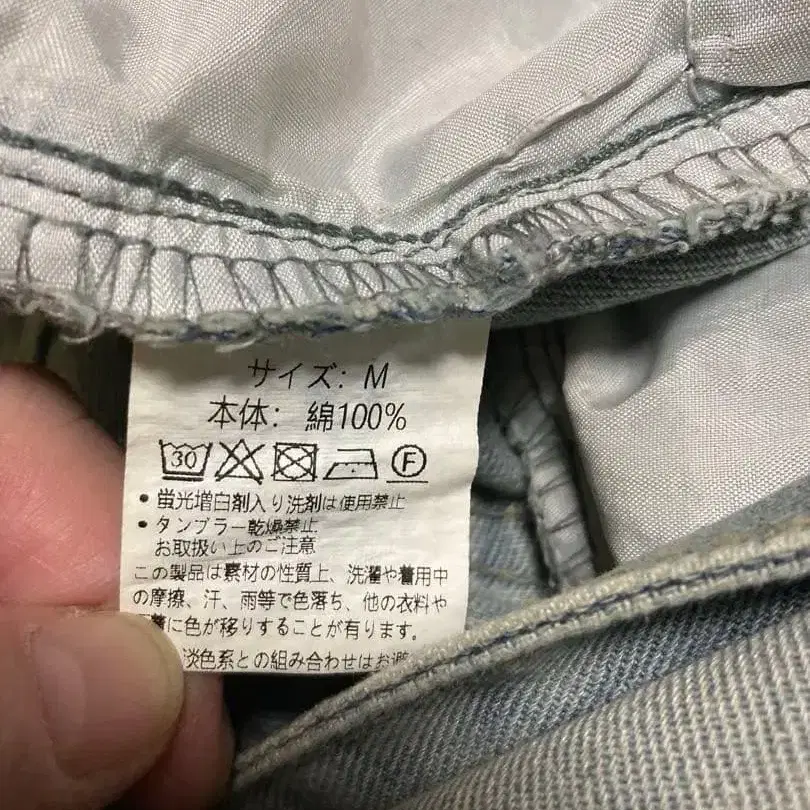 サイズ: M
本体: 綿100%
30 F
・蛍光増白剤入り洗剤は使用禁止
・タンブラー乾燥禁止
お取扱い上のご注意
この製品は素材の性質上、洗濯や着用中
の摩擦、汗、雨等で色落ち、他の衣料や
に色が移りすることが有ります。
淡色系との組み合わせはお避